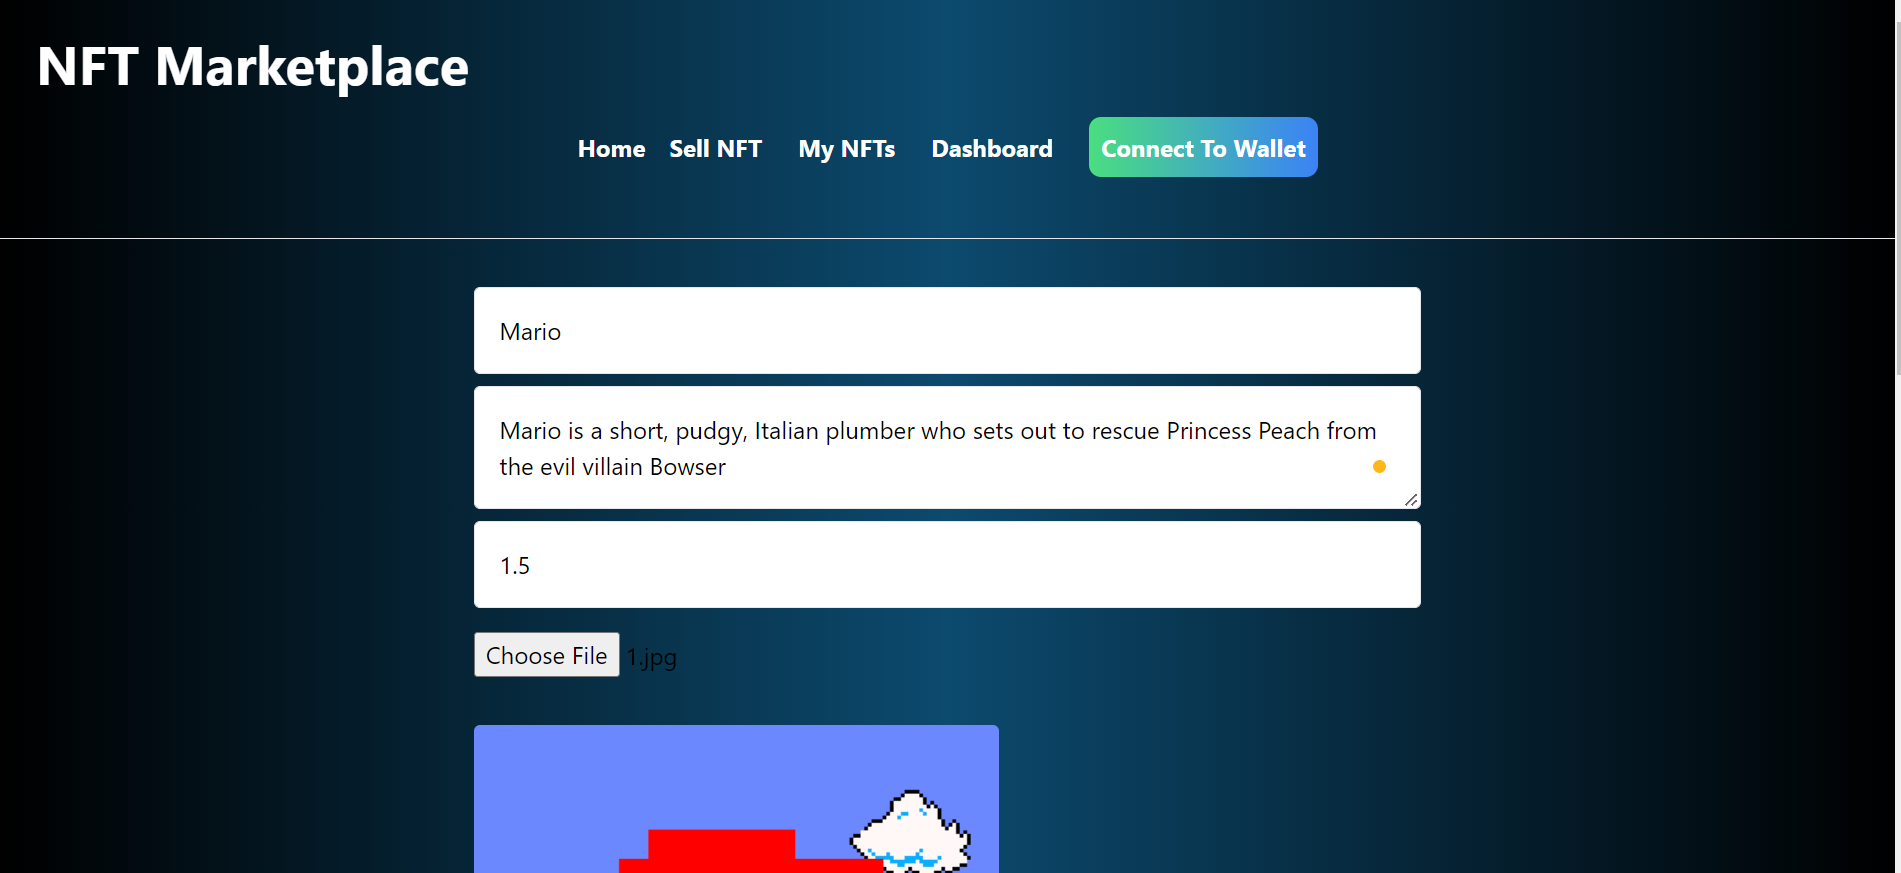 NFT Marketplace
Home Sell NFT My NFTs Dashboard Connect To Wallet
Mario
Mario is a short, pudgy, Italian plumber who sets out to rescue Princess Peach from
the evil villain Bowser
1.5
Choose File 1.jpg